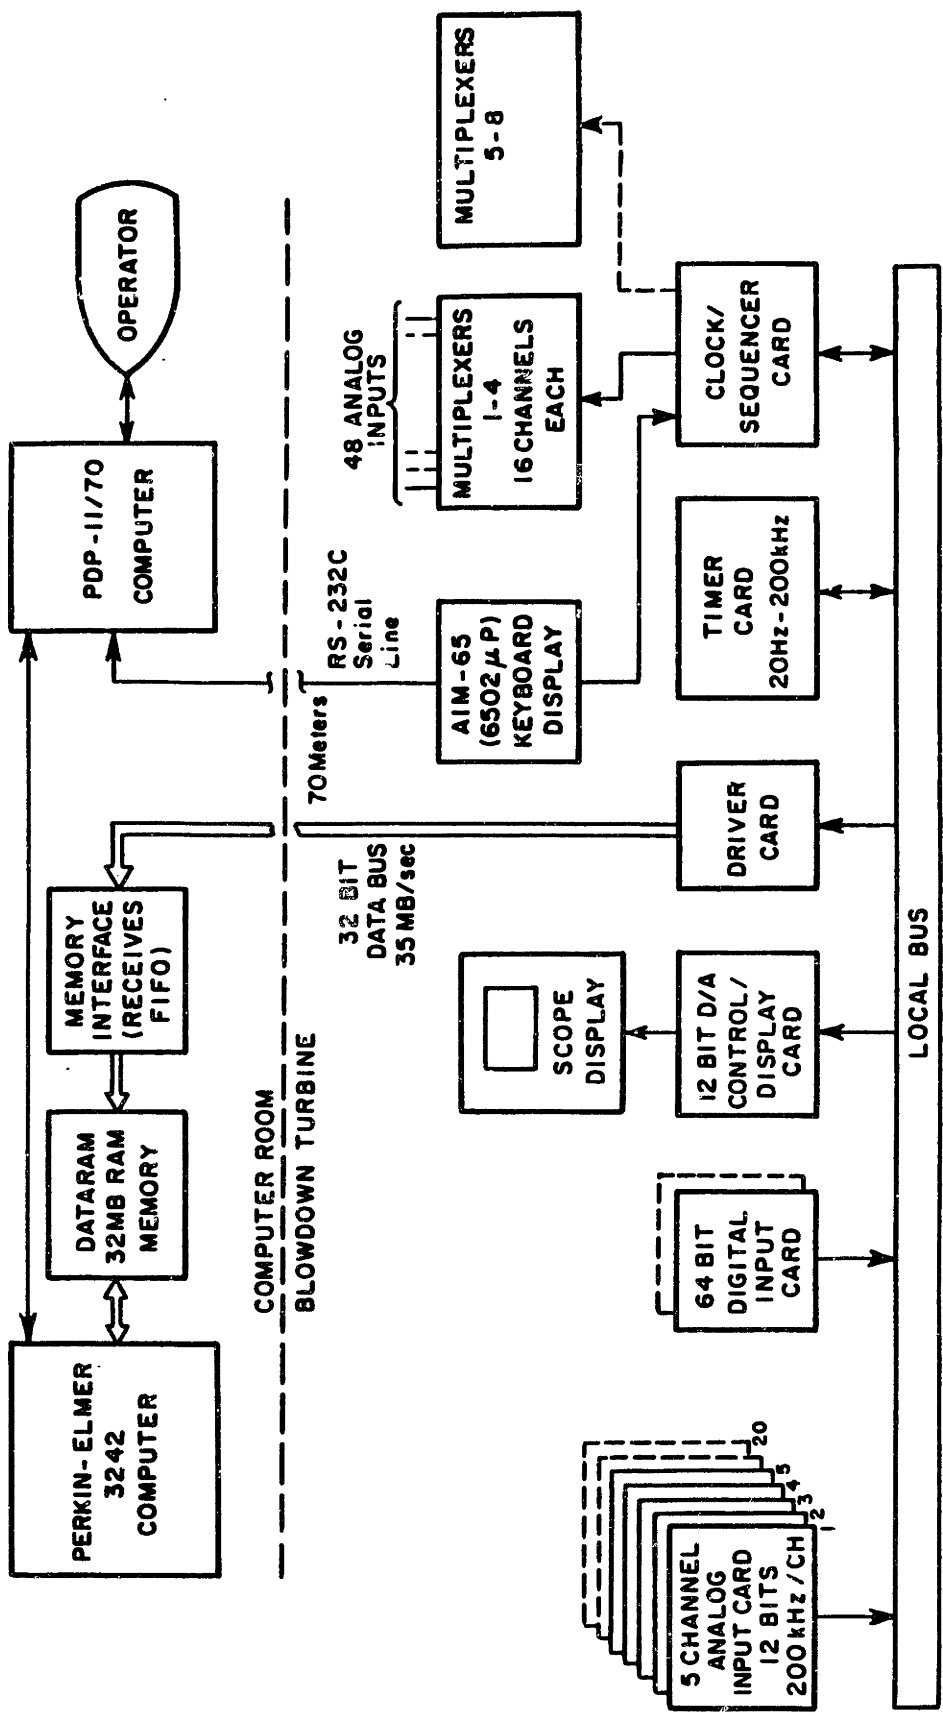 PERKIN-ELMER
3242
COMPUTER
DATARAM
32MB RAM
MEMORY
MEMORY
INTERFACE
(RECEIVES
FIFO)
PDP-11/70
COMPUTER
OPERATOR
COMPUTER ROOM
BLOWDOWN TURBINE
32 BIT
DATA BUS
35MB/sec
70 Meters
RS-232C
Serial
Line
48 ANALOG
INPUTS
SCOPE
DISPLAY
AIM-65
(6502 μP)
KEYBOARD
DISPLAY
MULTIPLEXERS
1-4
16 CHANNELS
EACH
MULTIPLEXERS
5-8
5 CHANNEL
ANALOG
INPUT CARD
12 BITS
200kHz/CH
1
2
3
4
5
20
64 BIT
DIGITAL
INPUT
CARD
12 BIT D/A
CONTROL/
DISPLAY
CARD
DRIVER
CARD
TIMER
CARD
20Hz-200kHz
CLOCK/
SEQUENCER
CARD
LOCAL BUS